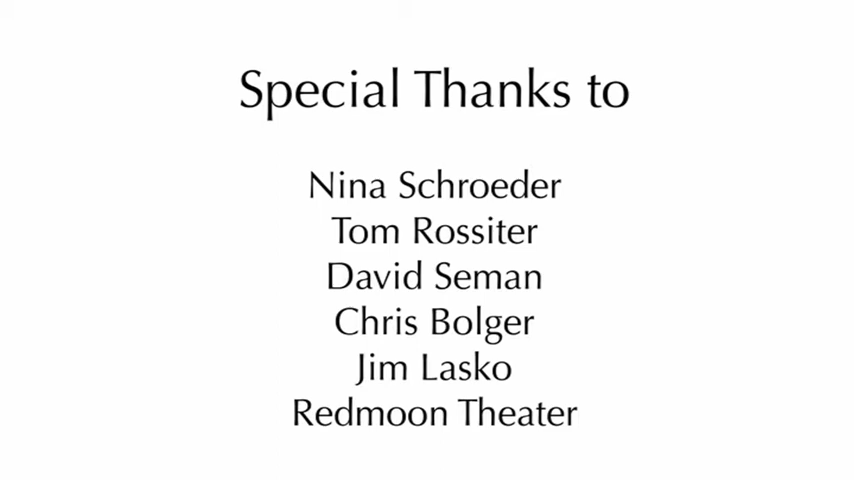 Special Thanks to
Nina Schroeder
Tom Rossiter
David Seman
Chris Bolger
Jim Lasko
Redmoon Theater